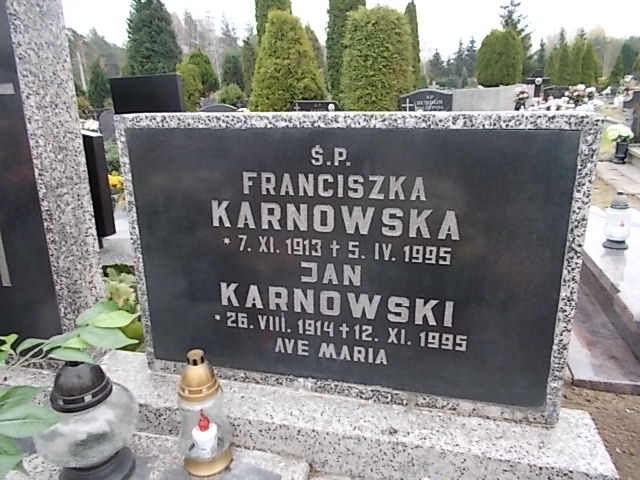 Ś.P.
FRANCISZKA
KARNOWSKA
* 7. XI. 1913 + 5. IV. 1995
JAN
KARNOWSKI
* 26. VIII. 1914 + 12. XI. 1995
AVE MARIA